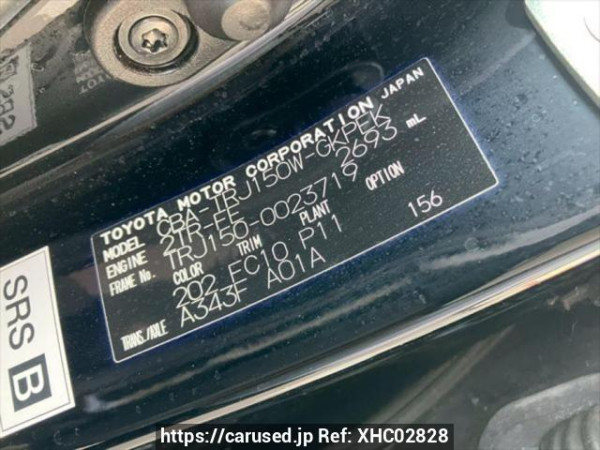 TOYOTA MOTOR CORPORATION JAPAN
MODEL CBA-TRJ150W-GKPEK
ENGINE 2TR-FE 2693 mL
FRAME No. TRJ150-0023719
COLOR TRIM PLANT OPTION
202 FC10 P11 156
TRANS./AXLE A343F A01A
SRS B
https://carused.jp Ref: XHC02828